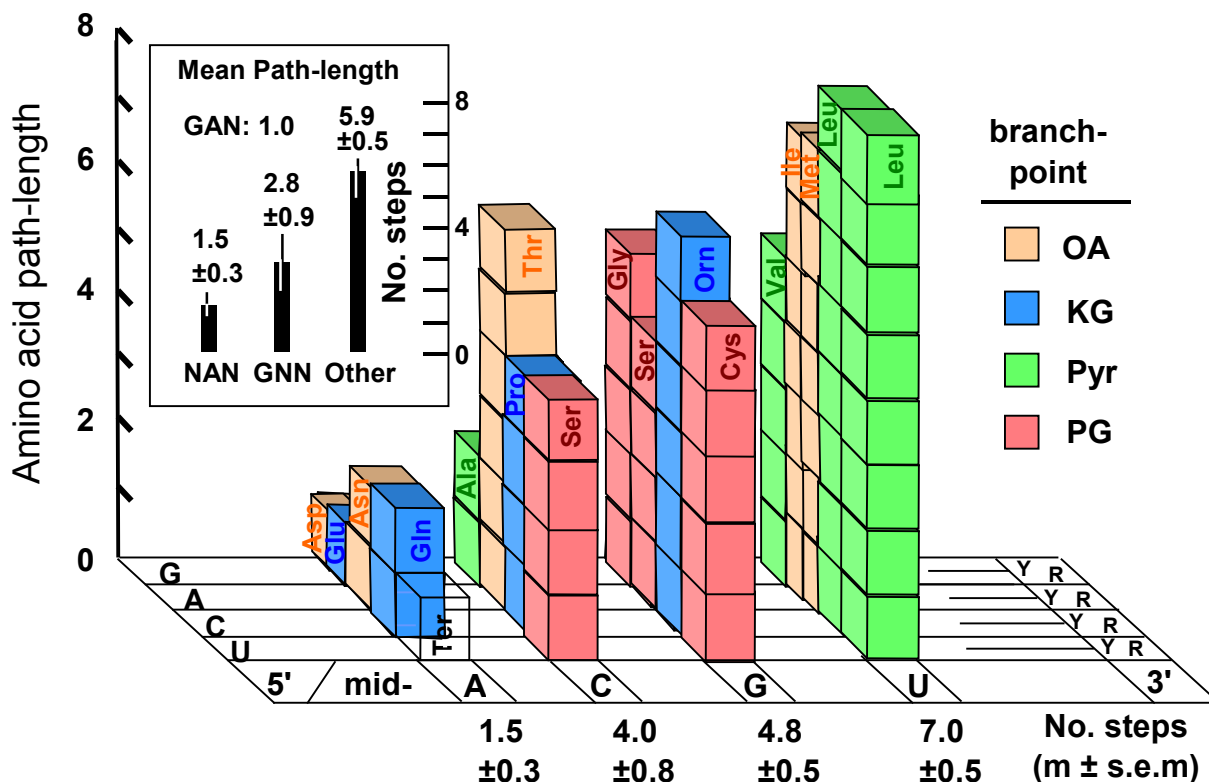 8
6
4
2
0
Amino acid path-length
Mean Path-length
GAN: 1.0
5.9
±0.5
2.8
±0.9
1.5
±0.3
NAN GNN Other
8
4
0
No. steps
branch-
point
OA
KG
Pyr
PG
Asp
Glu
Asn
Gln
Ter
Ala
Thr
Pro
Ser
Gly
Ser
Orn
Cys
Val
Ile
Met
Leu
Leu
G
A
C
U
Y R
Y R
Y R
Y R
5' mid- A C G U 3'
1.5 4.0 4.8 7.0 No. steps
±0.3 ±0.8 ±0.5 ±0.5 (m ± s.e.m)